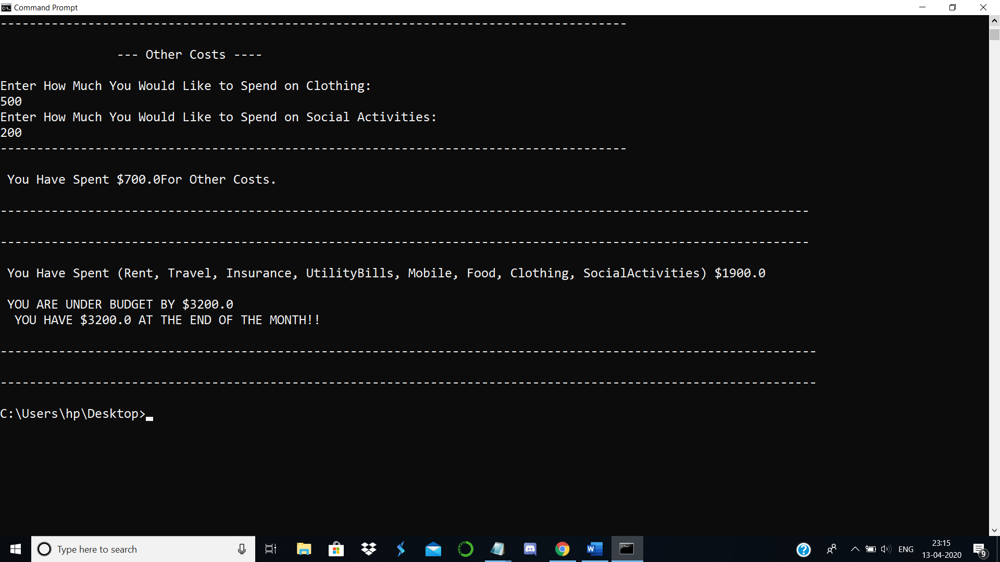 Command Prompt
--------------------------------------------------------------------------------------
--- Other Costs ----
Enter How Much You Would Like to Spend on Clothing:
500
Enter How Much You Would Like to Spend on Social Activities:
200
--------------------------------------------------------------------------------------
You Have Spent $700.0For Other Costs.
---------------------------------------------------------------------------------------------------------------
---------------------------------------------------------------------------------------------------------------
You Have Spent (Rent, Travel, Insurance, UtilityBills, Mobile, Food, Clothing, SocialActivities) $1900.0
YOU ARE UNDER BUDGET BY $3200.0
YOU HAVE $3200.0 AT THE END OF THE MONTH!!
----------------------------------------------------------------------------------------------------------------
----------------------------------------------------------------------------------------------------------------
C:\Users\hp\Desktop>
Type here to search
ENG
23:15
13-04-2020
9